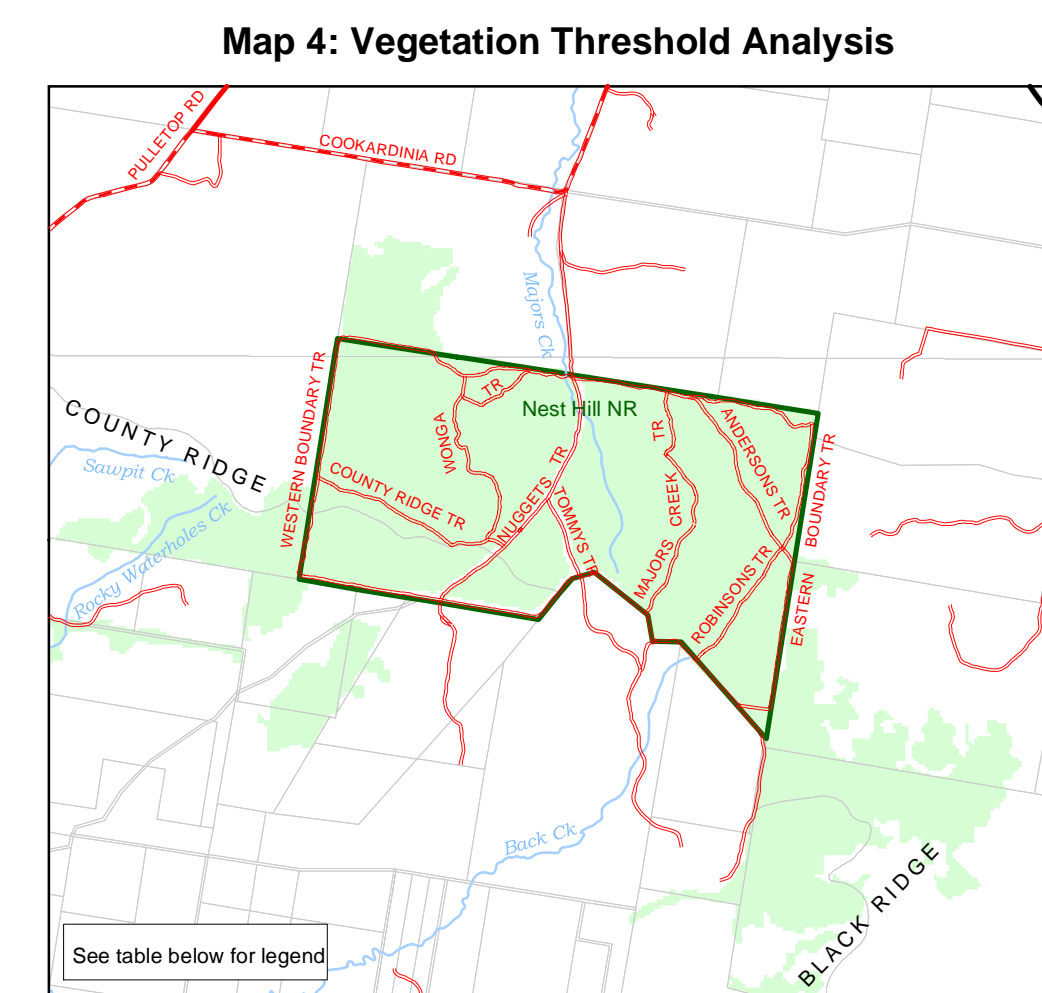 Map 4: Vegetation Threshold Analysis
PULLETOP RD
COOKARDINIA RD
Majors Ck
WESTERN BOUNDARY TR
TR
WONGA
Nest Hill NR
COUNTY RIDGE
Sawpit Ck
Rocky Waterholes Ck
COUNTY RIDGE TR
NUGGETS TR
TOMMYS TR
MAJORS CREEK TR
ANDERSONS TR
ROBINSONS TR
EASTERN BOUNDARY TR
Back Ck
BLACK RIDGE
See table below for legend